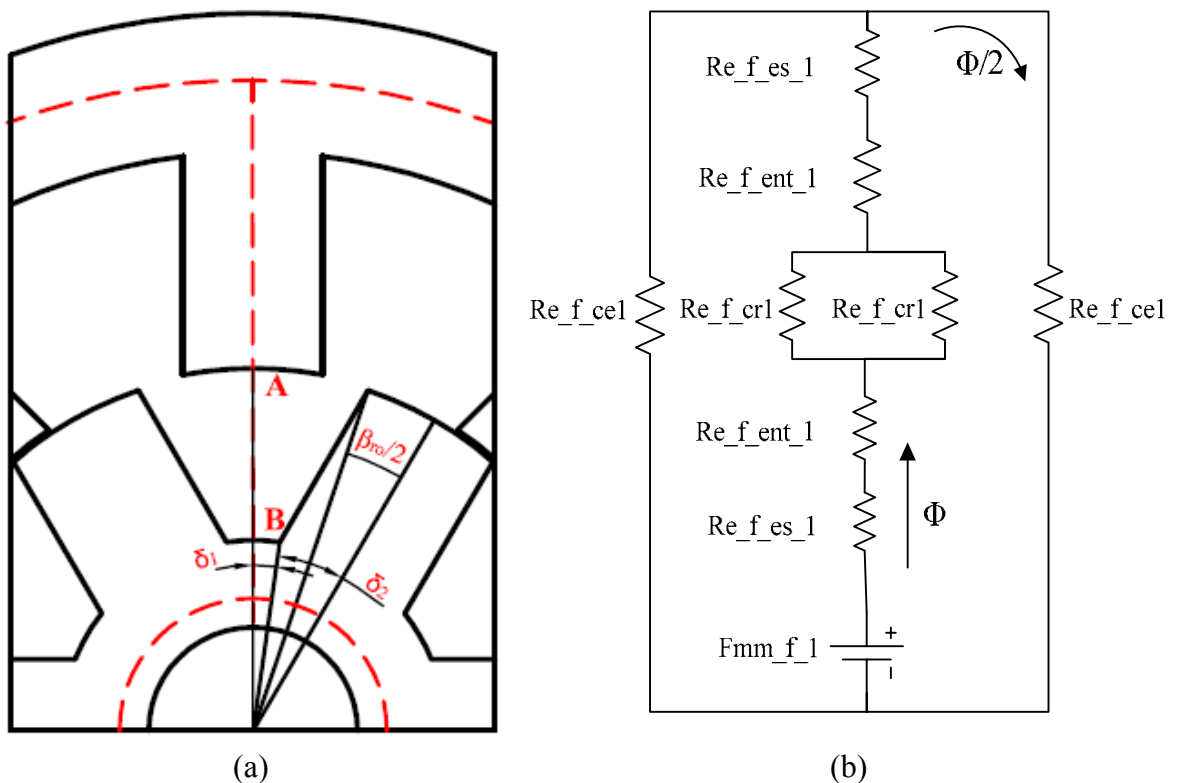 A
βro/2
B
δ1
δ2
(a)
Re_f_es_1
Φ/2
Re_f_ent_1
Re_f_ce1
Re_f_cr1
Re_f_cr1
Re_f_ce1
Re_f_ent_1
Re_f_es_1
Φ
Fmm_f_1
+
-
(b)